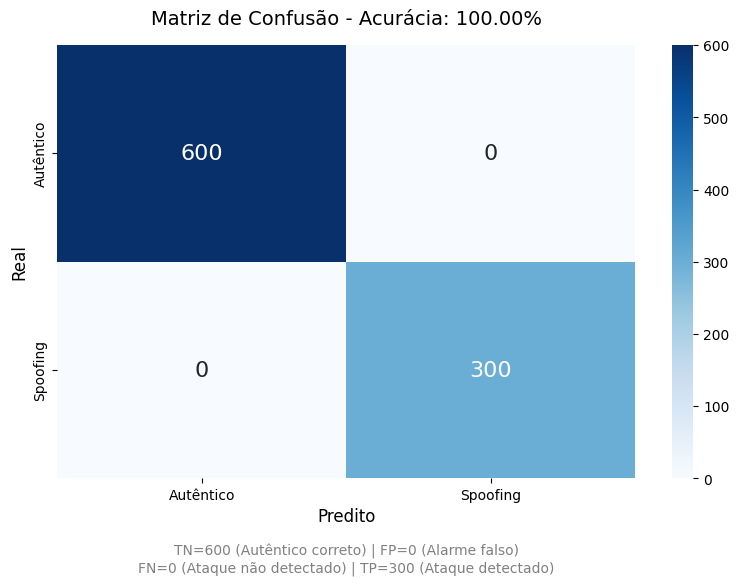 Matriz de Confusão - Acurácia: 100.00%
Autêntico
600
0
Spoofing
0
300
Real
Autêntico
Spoofing
Predito
600
500
400
300
200
100
0
TN=600 (Autêntico correto) | FP=0 (Alarme falso)
FN=0 (Ataque não detectado) | TP=300 (Ataque detectado)